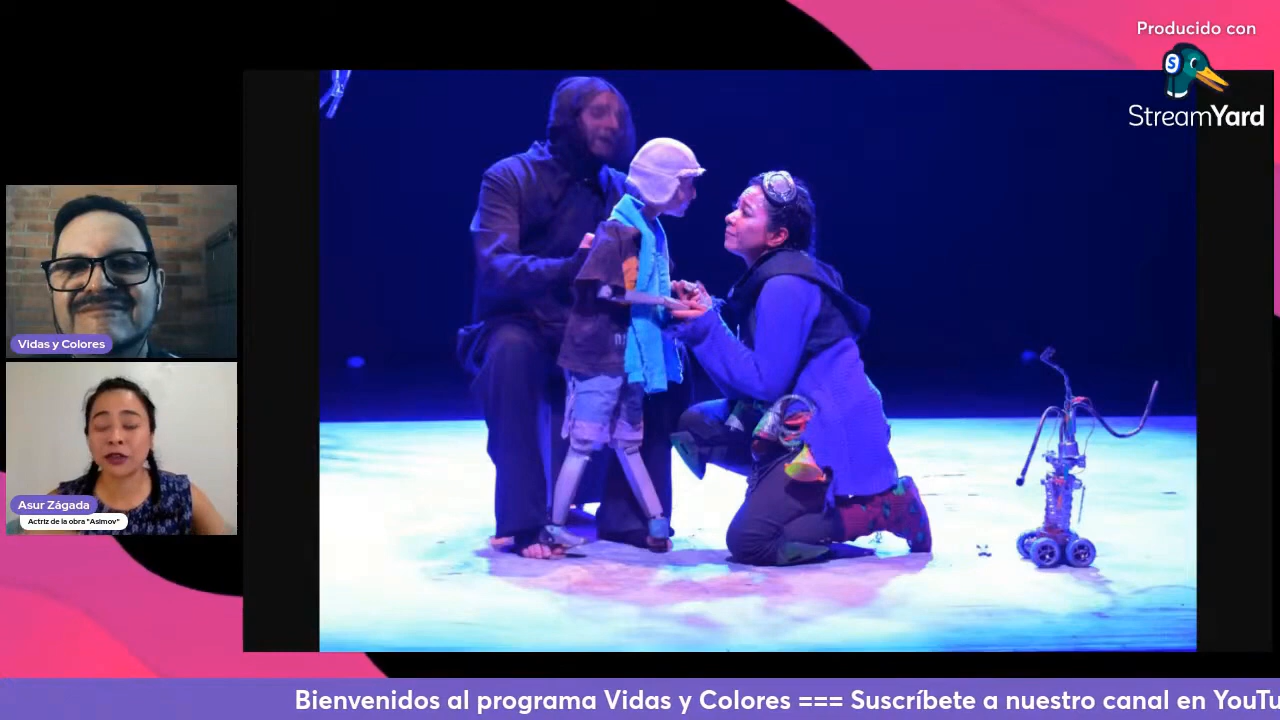 Producido con
StreamYard
Vidas y Colores
Asur Zágada
Actriz de la obra "Asimov"
Bienvenidos al programa Vidas y Colores === Suscríbete a nuestro canal en YouTu